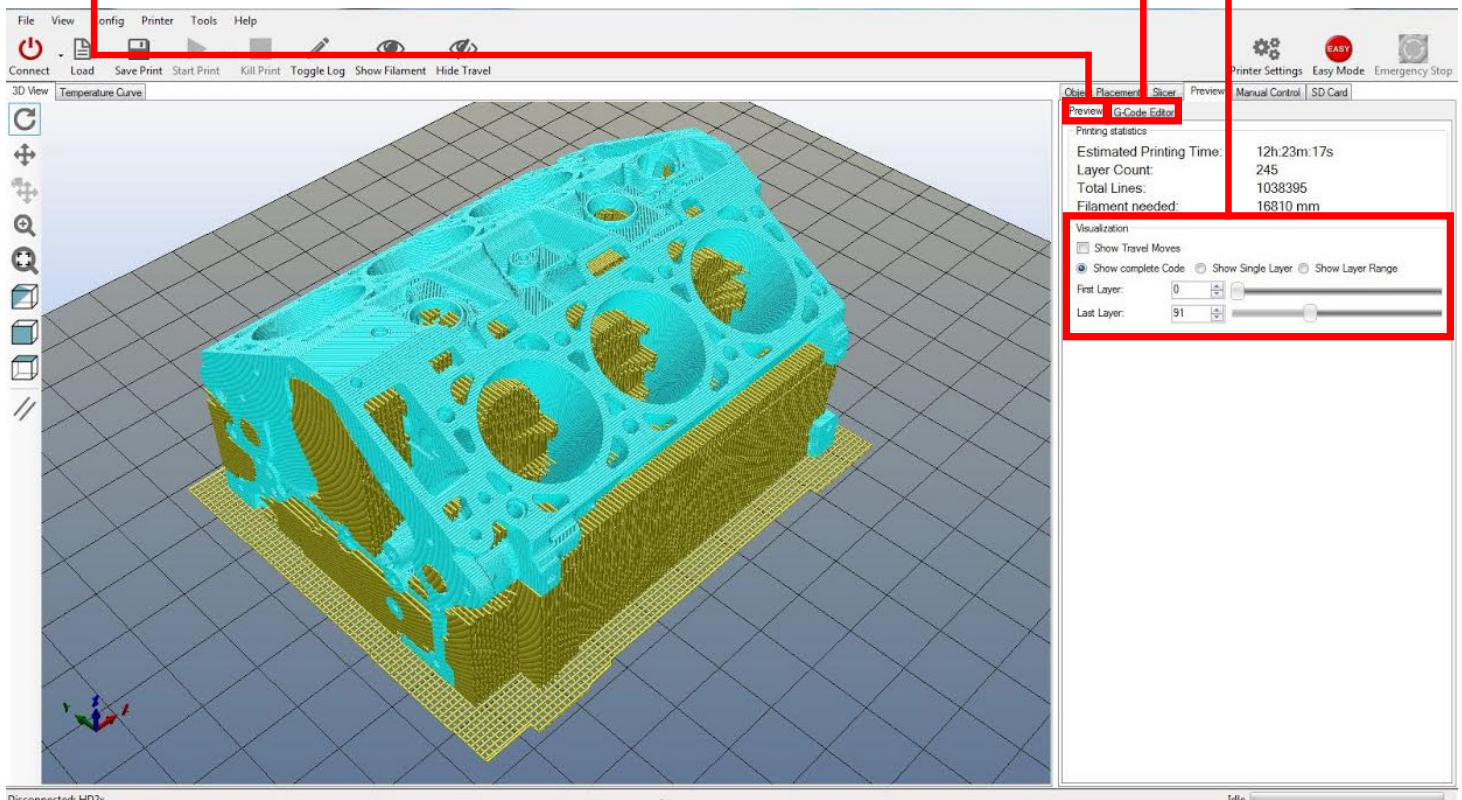 File View Config Printer Tools Help
Connect Load Save Print Start Print Kill Print Toggle Log Show Filament Hide Travel Printer Settings Easy Mode Emergency Stop
EASY
3D View Temperature Curve Object Placement Slicer Preview Manual Control SD Card
Preview G-Code Editor
Printing statistics
Estimated Printing Time: 12h:23m:17s
Layer Count: 245
Total Lines: 1038395
Filament needed: 16810 mm
Visualization
Show Travel Moves
Show complete Code Show Single Layer Show Layer Range
First Layer: 0
Last Layer: 91
Disconnected: HD2x Idle